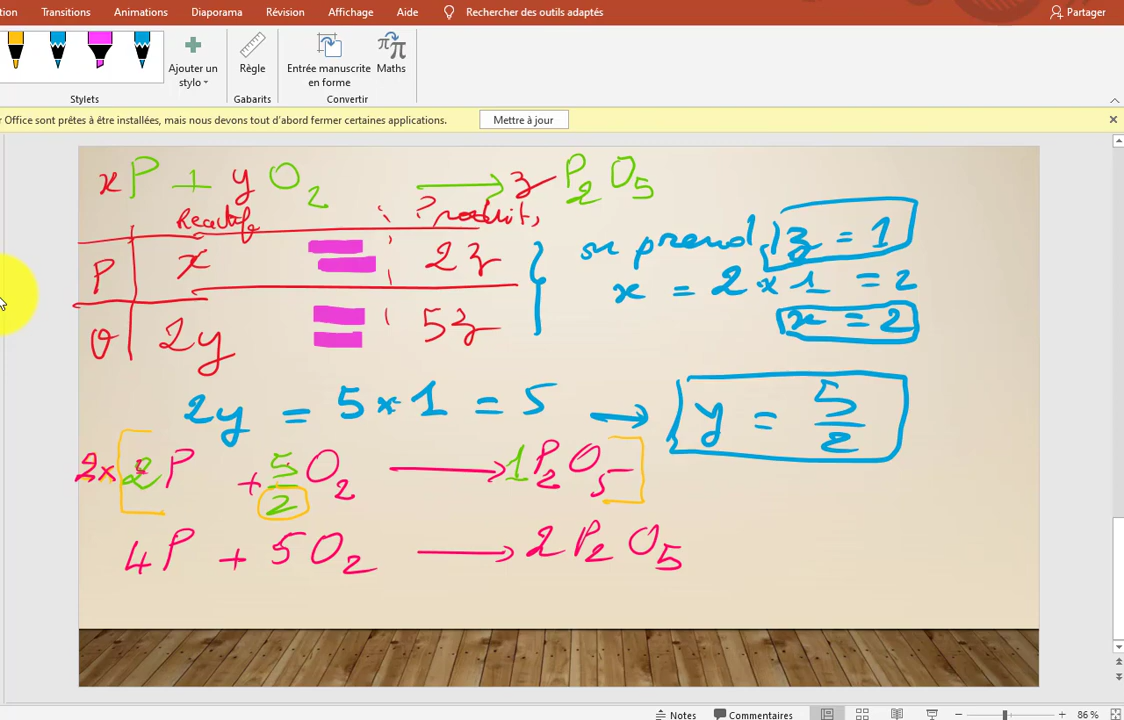 tion Transitions Animations Diaporama Révision Affichage Aide Rechercher des outils adaptés Partager
Ajouter un stylo
Règle
Entrée manuscrite en forme
Maths
Stylets Gabarits Convertir
r Office sont prêtes à être installées, mais nous devons tout d'abord fermer certaines applications. Mettre à jour
xP + yO2 → z P2O5
Reactifs Produits
P x = 2z
O 2y = 5z
on prend z = 1
x = 2 × 1 = 2
x = 2
2y = 5 × 1 = 5 → y = 5/2
2× [2P + 5/2 O2 → 1P2O5]
4P + 5O2 → 2P2O5
Notes Commentaires 86 %